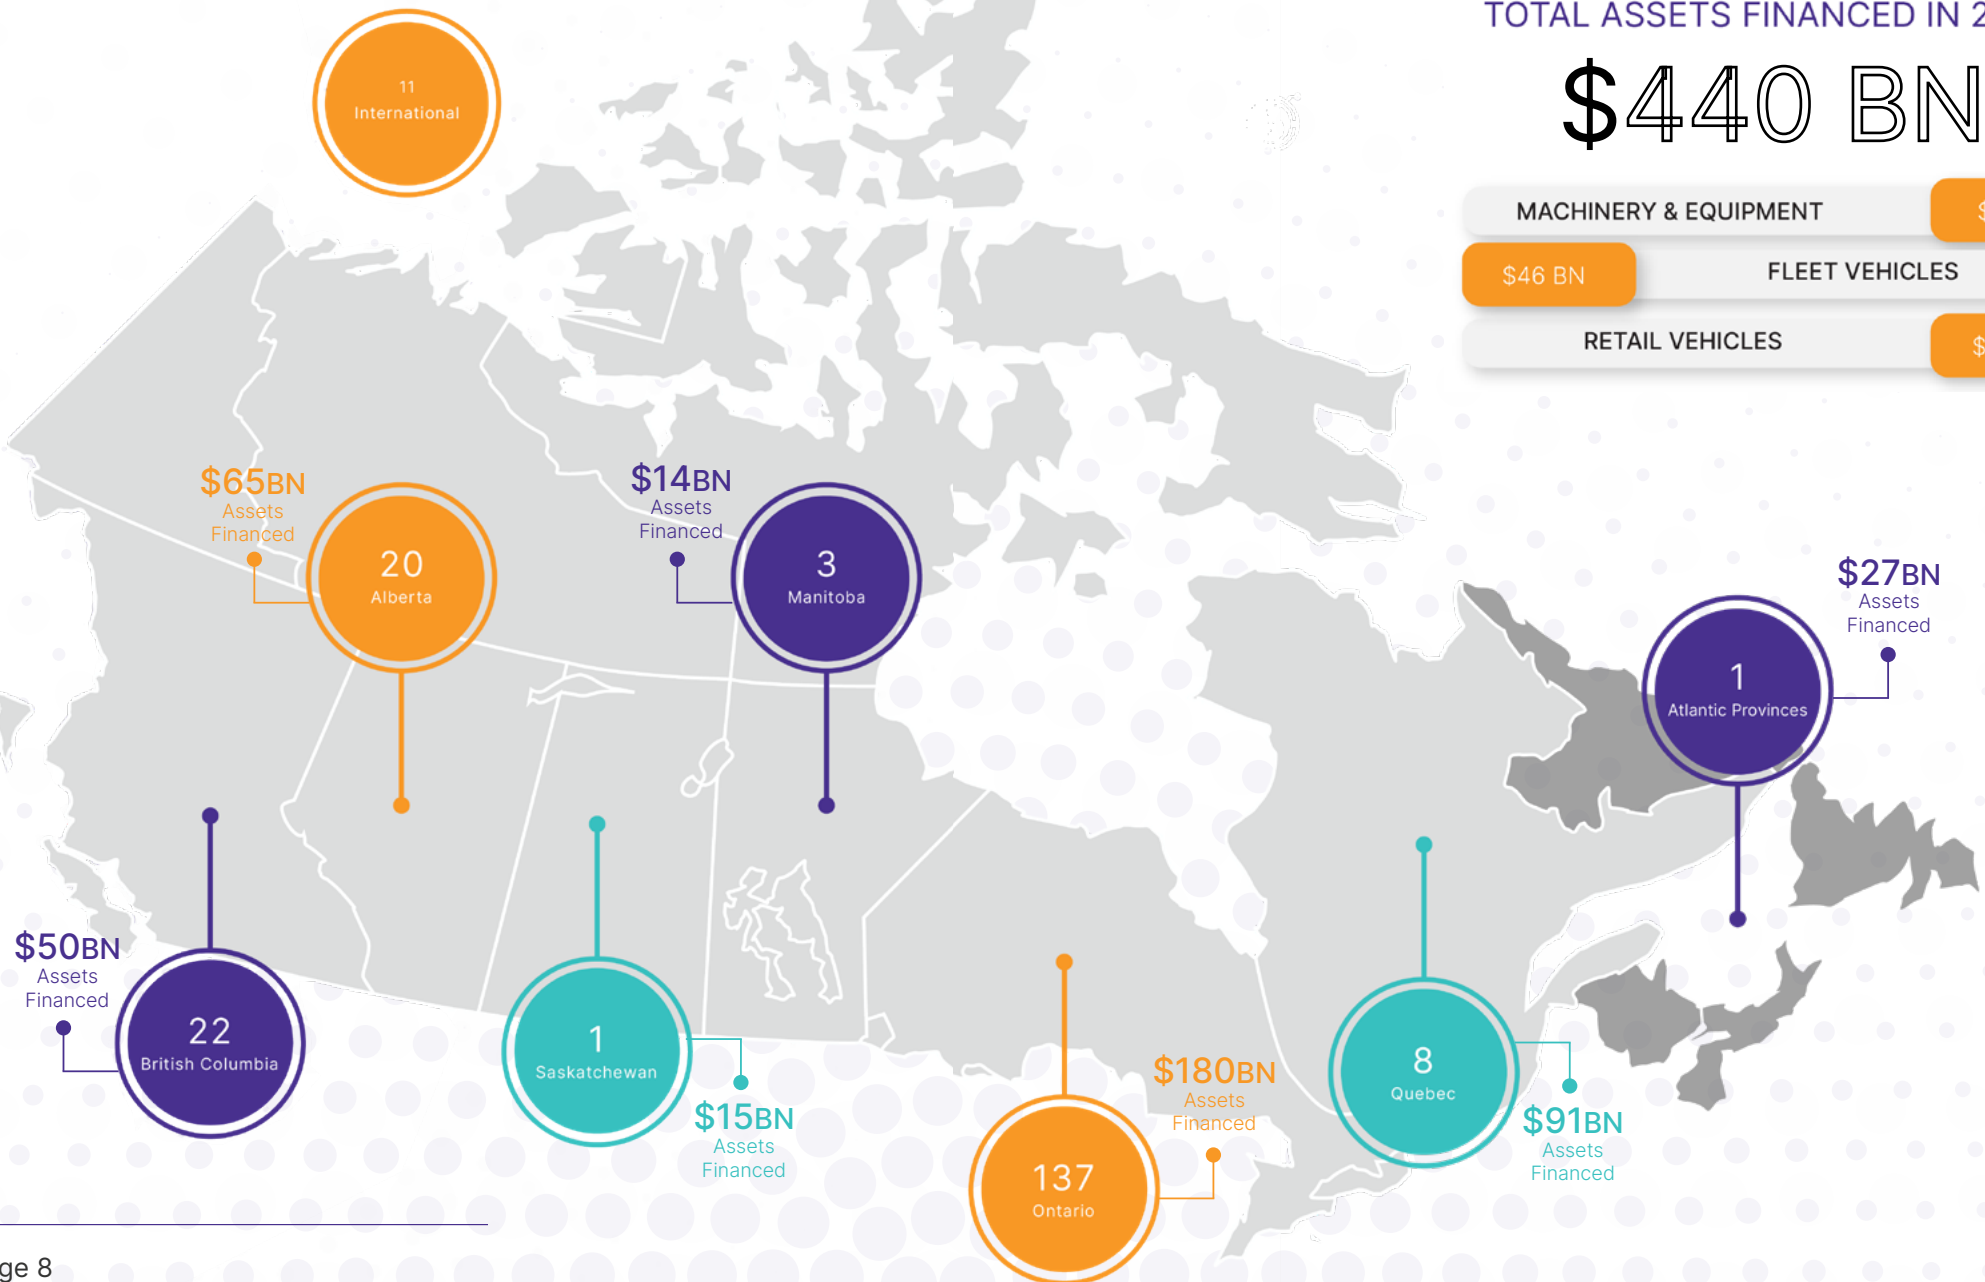 TOTAL ASSETS FINANCED IN 2
$440 BN
11
International
MACHINERY & EQUIPMENT
$
$46 BN
FLEET VEHICLES
RETAIL VEHICLES
$
$65BN
Assets
Financed
20
Alberta
$14BN
Assets
Financed
3
Manitoba
$27BN
Assets
Financed
1
Atlantic Provinces
$50BN
Assets
Financed
22
British Columbia
1
Saskatchewan
$15BN
Assets
Financed
137
Ontario
$180BN
Assets
Financed
8
Quebec
$91BN
Assets
Financed
ge 8